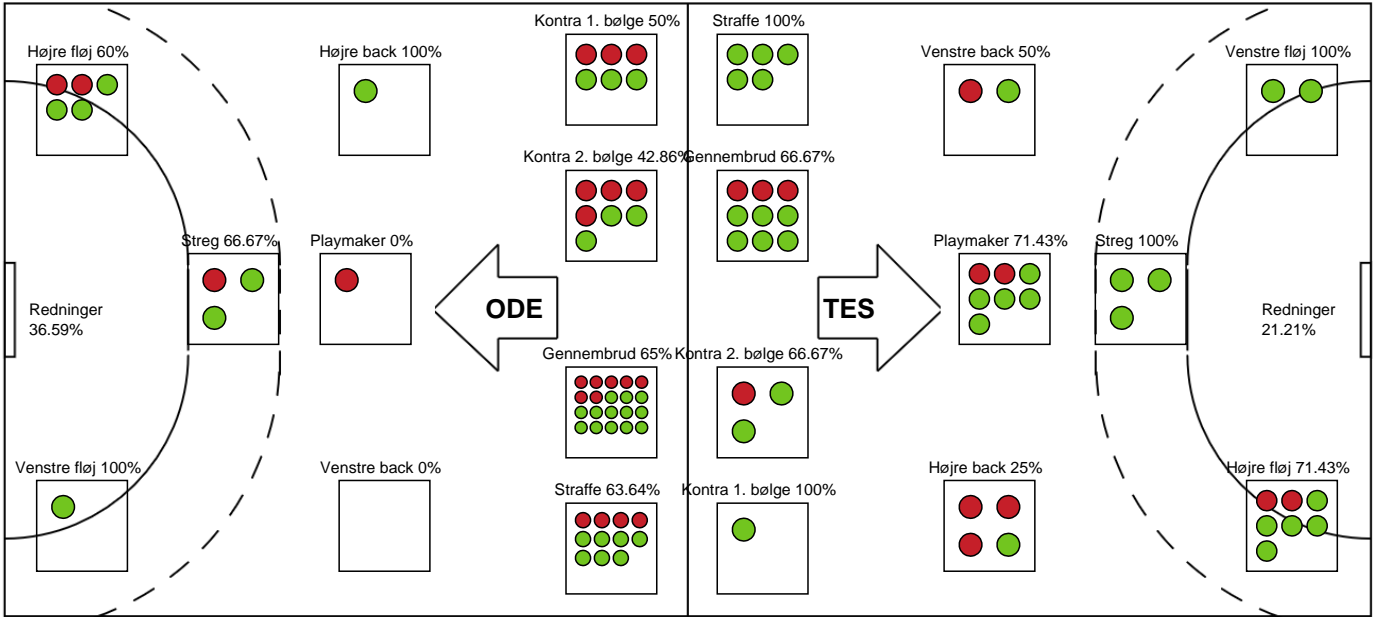 Kontra 1. bølge 50%
Straffe 100%
Højre fløj 60%
Højre back 100%
Venstre back 50%
Venstre fløj 100%
Kontra 2. bølge 42.86%
Gennembrud 66.67%
Streg 66.67%
Playmaker 0%
Playmaker 71.43%
Streg 100%
Redninger
36.59%
ODE
TES
Redninger
21.21%
Gennembrud 65%
Kontra 2. bølge 66.67%
Venstre fløj 100%
Venstre back 0%
Højre back 25%
Højre fløj 71.43%
Straffe 63.64%
Kontra 1. bølge 100%